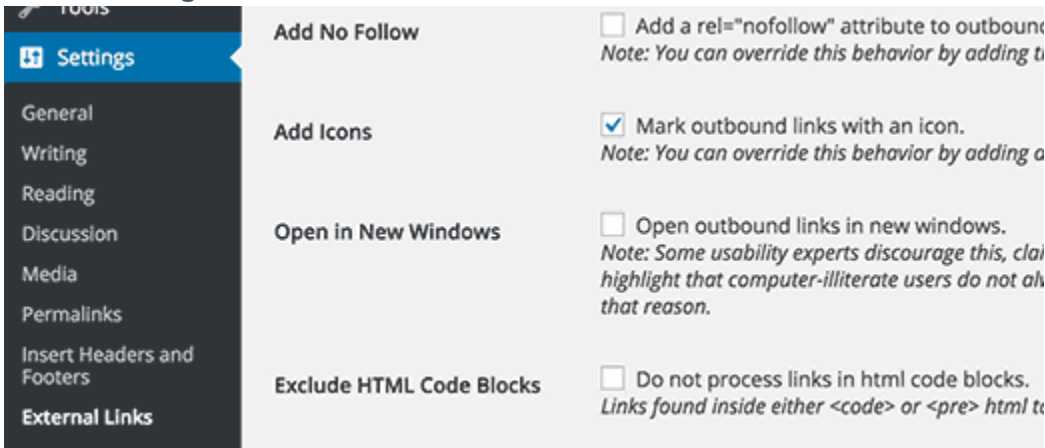 Tools
Settings
General
Writing
Reading
Discussion
Media
Permalinks
Insert Headers and
Footers
External Links
Add No Follow
Add a rel="nofollow" attribute to outbound
Note: You can override this behavior by adding
Add Icons
Mark outbound links with an icon.
Note: You can override this behavior by adding
Open in New Windows
Open outbound links in new windows.
Note: Some usability experts discourage this,
highlight that computer-illiterate users do not
that reason.
Exclude HTML Code Blocks
Do not process links in html code blocks.
Links found inside either <code> or <pre> html